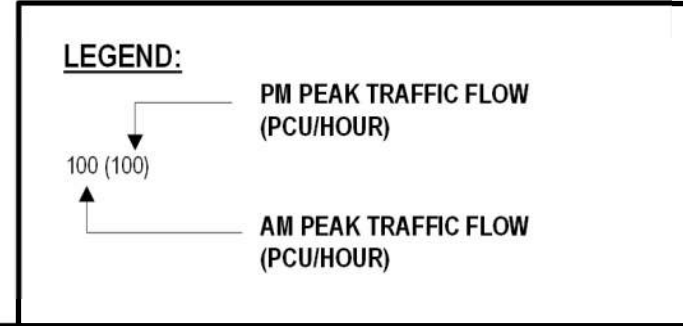 LEGEND:
PM PEAK TRAFFIC FLOW
(PCU/HOUR)
100 (100)
AM PEAK TRAFFIC FLOW
(PCU/HOUR)